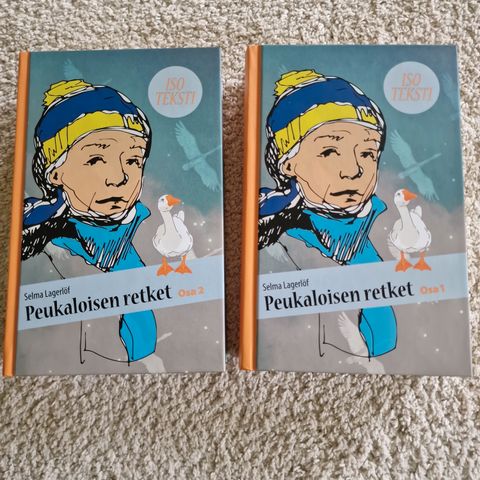 ISO
TEKSTI
Selma Lagerlöf
Peukaloisen retket Osa 2
ISO
TEKSTI
Selma Lagerlöf
Peukaloisen retket Osa 1